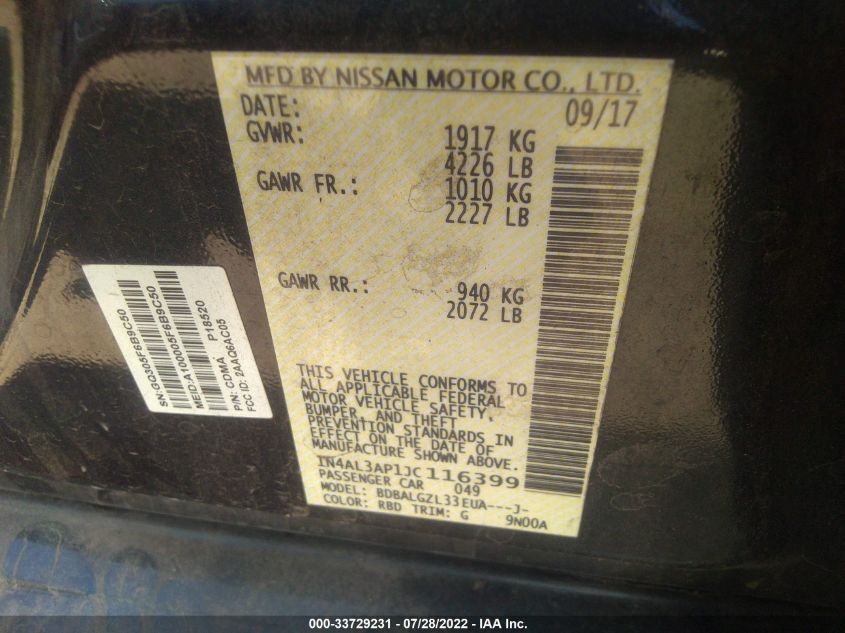 MFD BY NISSAN MOTOR CO., LTD.
DATE: 09/17
GVWR: 1917 KG
4226 LB
GAWR FR.: 1010 KG
2227 LB
GAWR RR.: 940 KG
2072 LB
THIS VEHICLE CONFORMS TO
ALL APPLICABLE FEDERAL
MOTOR VEHICLE SAFETY,
BUMPER, AND THEFT
PREVENTION STANDARDS IN
EFFECT ON THE DATE OF
MANUFACTURE SHOWN ABOVE.
1N4AL3AP1JC116399
PASSENGER CAR 049
MODEL: BDBALGZL33EUA---J-
COLOR: RBD TRIM: G 9N00A
SN:GQ305F6B9C50
MEID:A100005F6B9C50
P/N: CDMA P18520
FCC ID: 2AAQ6AC05
000-33729231 - 07/28/2022 - IAA Inc.